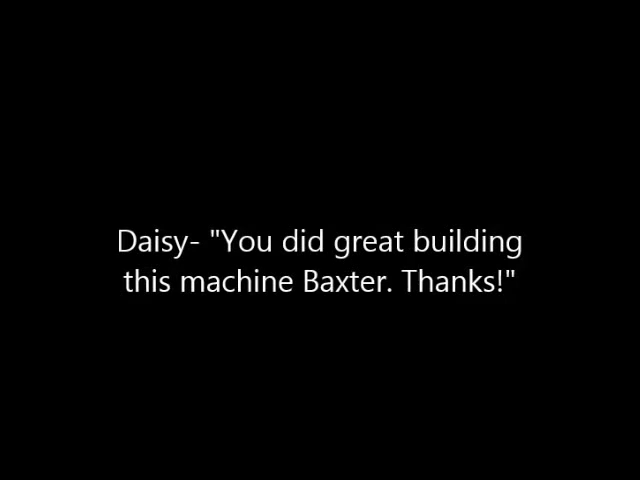 Daisy- "You did great building
this machine Baxter. Thanks!"